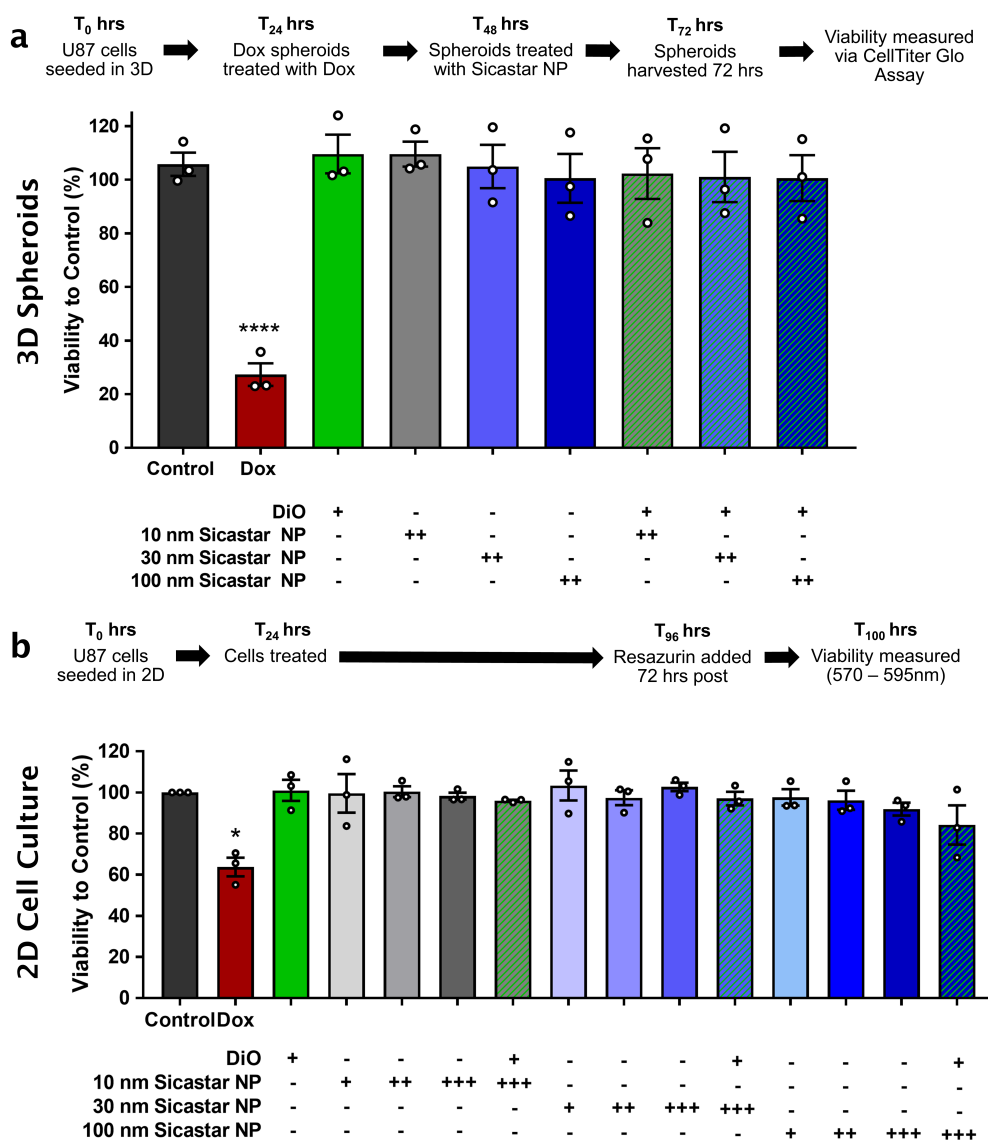 a
T0 hrs
U87 cells
seeded in 3D
T24 hrs
Dox spheroids
treated with Dox
T48 hrs
Spheroids treated
with Sicastar NP
T72 hrs
Spheroids
harvested 72 hrs
Viability measured
via CellTiter Glo
Assay
3D Spheroids
Viability to Control (%)
120
100
80
60
40
20
0
****
Control Dox
DiO + - - - - + + +
10 nm Sicastar NP - ++ - - - ++ - -
30 nm Sicastar NP - - ++ - - - ++ -
100 nm Sicastar NP - - - ++ - - ++
b
T0 hrs
U87 cells
seeded in 2D
T24 hrs
Cells treated
T96 hrs
Resazurin added
72 hrs post
T100 hrs
Viability measured
(570 – 595nm)
2D Cell Culture
Viability to Control (%)
120
100
80
60
40
20
0
*
Control Dox
DiO + - - - + - - - + - - - +
10 nm Sicastar NP - + ++ +++ +++ - - - - - - - -
30 nm Sicastar NP - - - - - + ++ +++ +++ - - - -
100 nm Sicastar NP - - - - - - - - - + ++ +++ +++